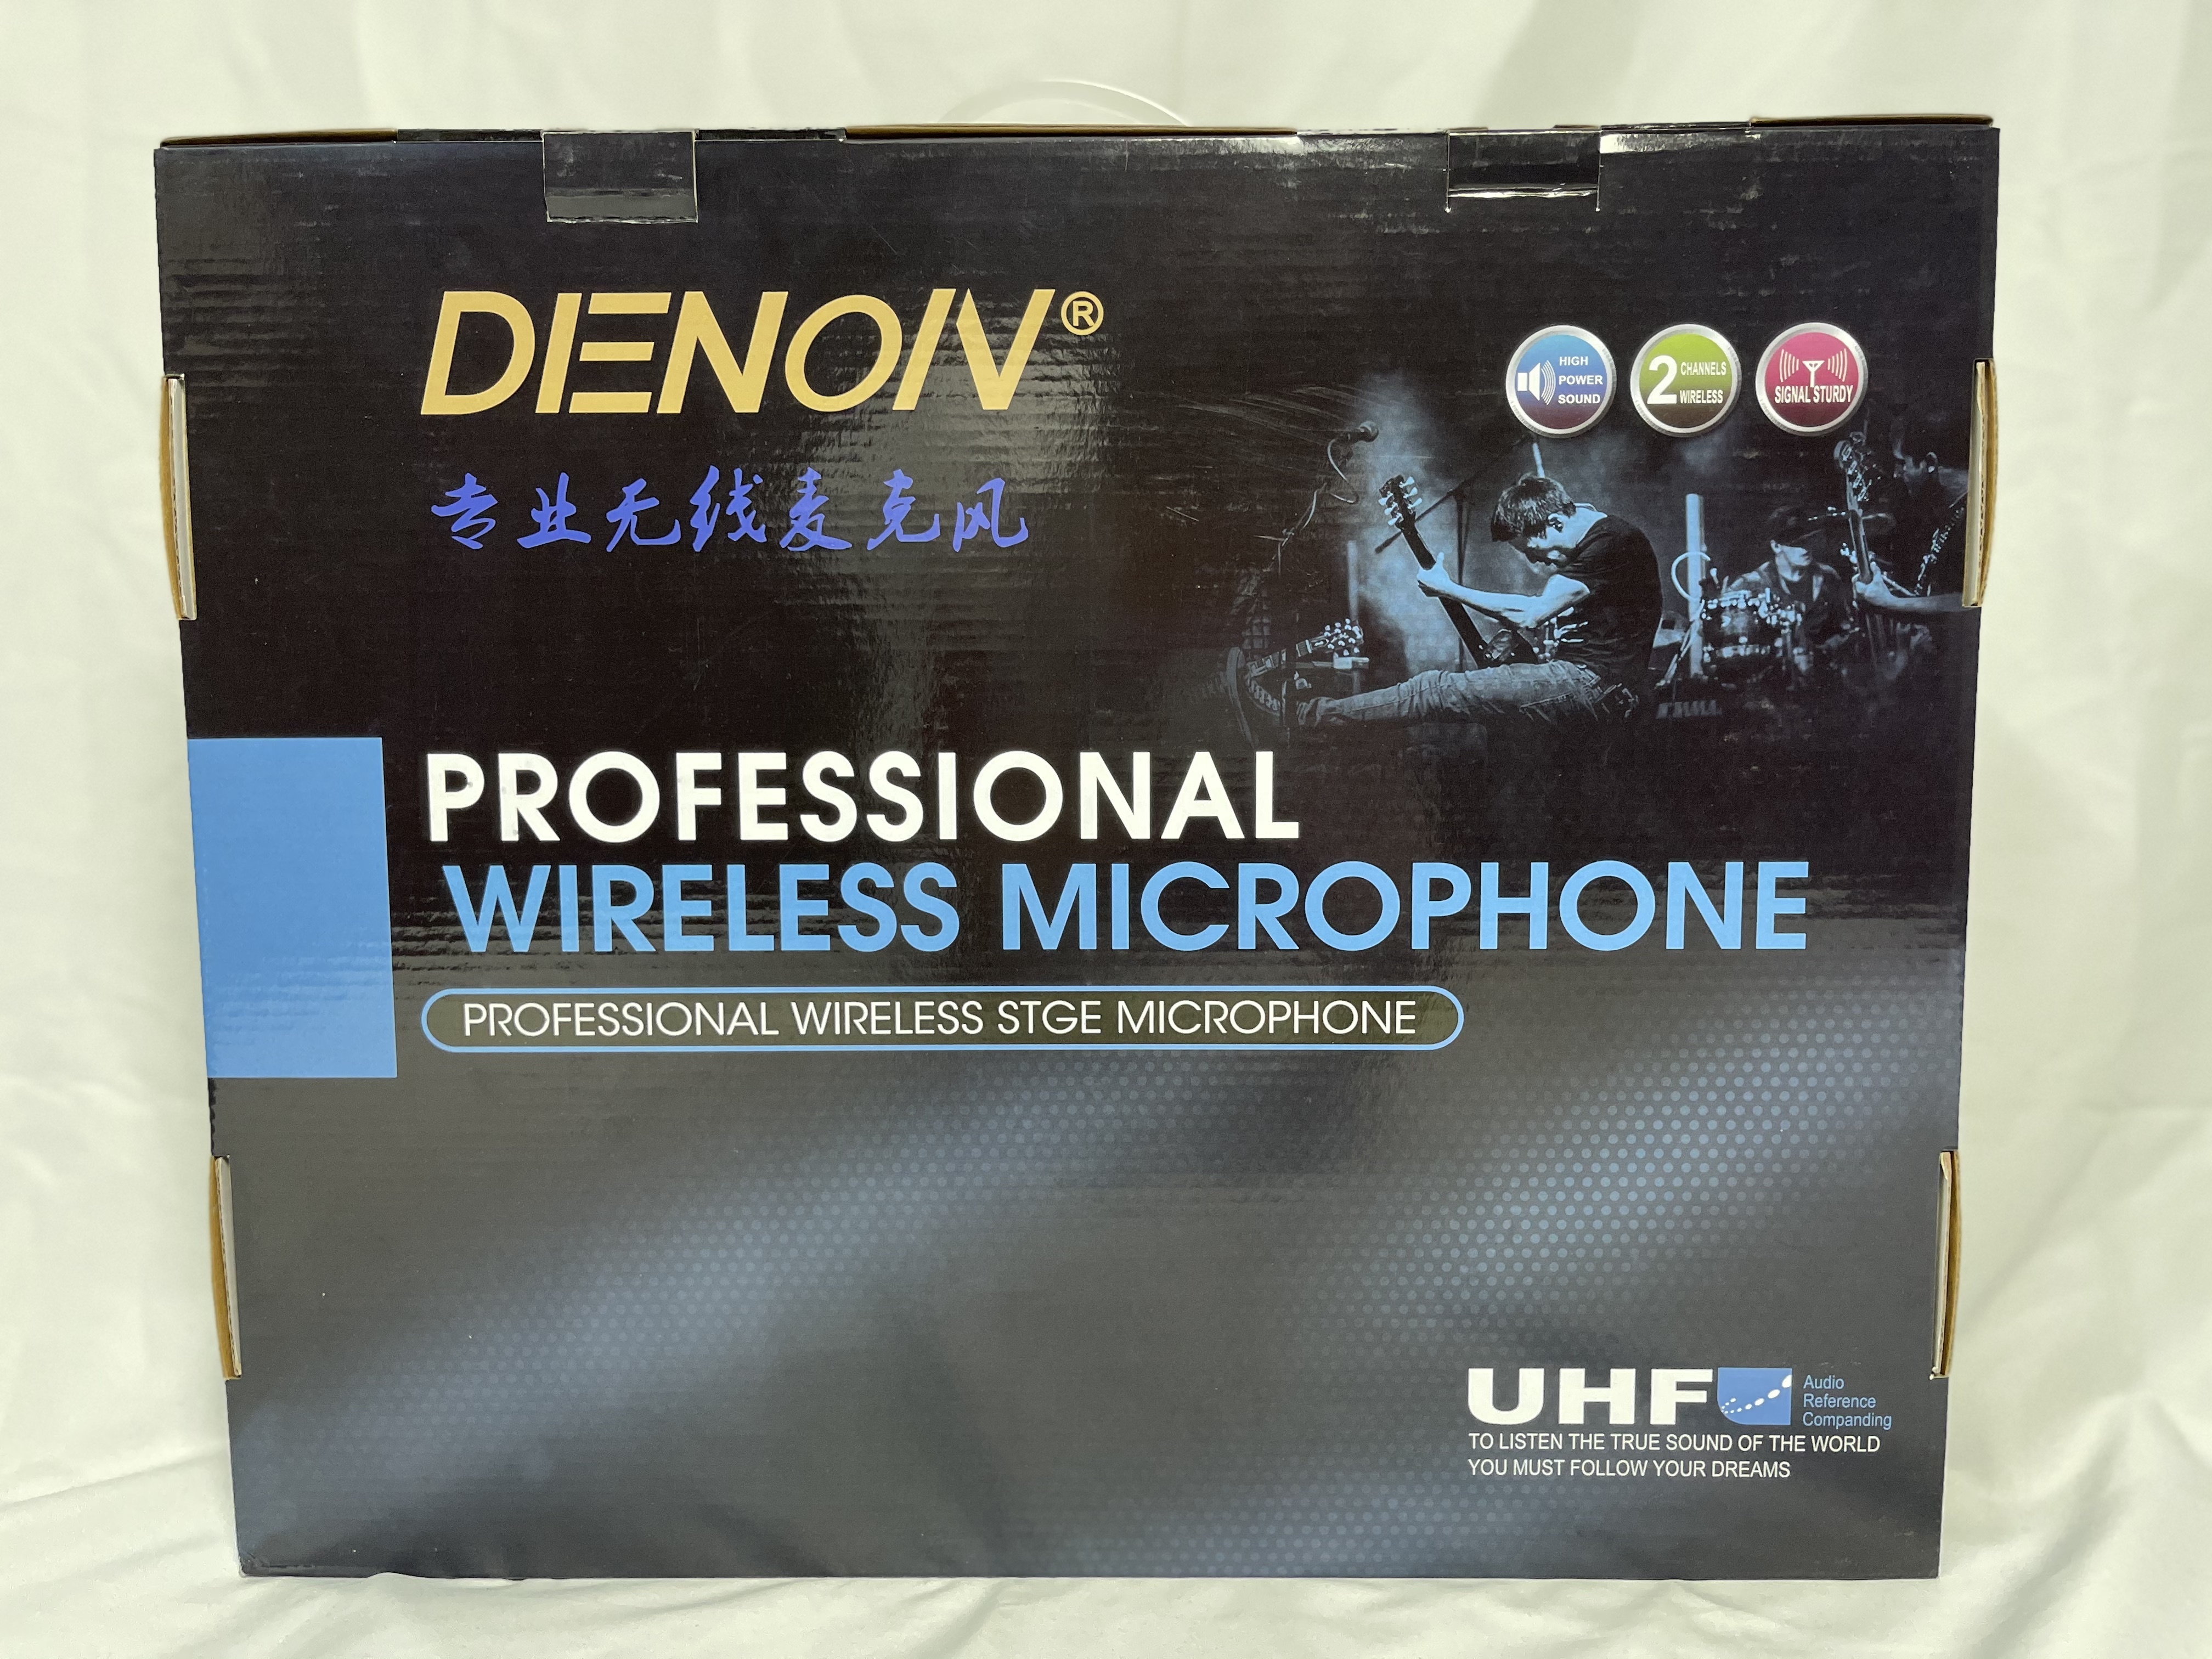 DIENON®
HIGH
POWER
SOUND
2 CHANNELS
WIRELESS
SIGNAL STURDY
专业无线麦克风
TAMA
PROFESSIONAL
WIRELESS MICROPHONE
PROFESSIONAL WIRELESS STGE MICROPHONE
UHF
Audio
Reference
Companding
TO LISTEN THE TRUE SOUND OF THE WORLD
YOU MUST FOLLOW YOUR DREAMS